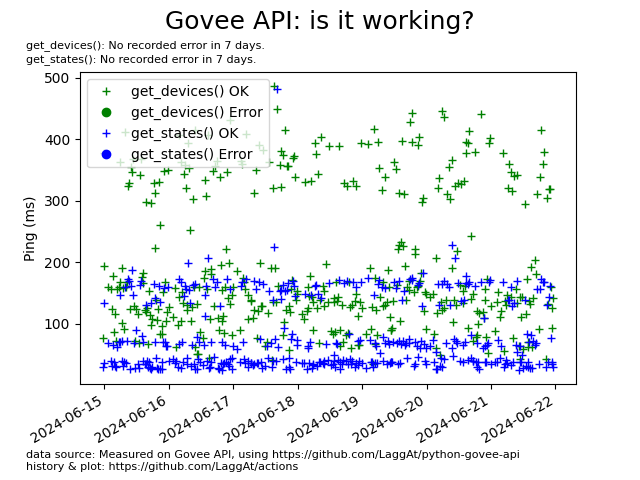 Govee API: is it working?
get_devices(): No recorded error in 7 days.
get_states(): No recorded error in 7 days.
500
400
300
200
100
Ping (ms)
get_devices() OK
get_devices() Error
get_states() OK
get_states() Error
2024-06-15
2024-06-16
2024-06-17
2024-06-18
2024-06-19
2024-06-20
2024-06-21
2024-06-22
data source: Measured on Govee API, using https://github.com/LaggAt/python-govee-api
history & plot: https://github.com/LaggAt/actions